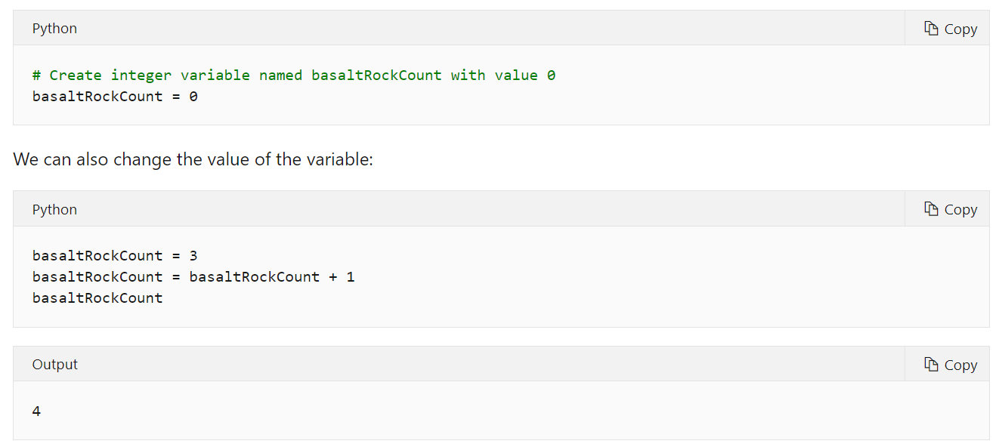 Python
Copy
# Create integer variable named basaltRockCount with value 0
basaltRockCount = 0
We can also change the value of the variable:
Python
Copy
basaltRockCount = 3
basaltRockCount = basaltRockCount + 1
basaltRockCount
Output
Copy
4